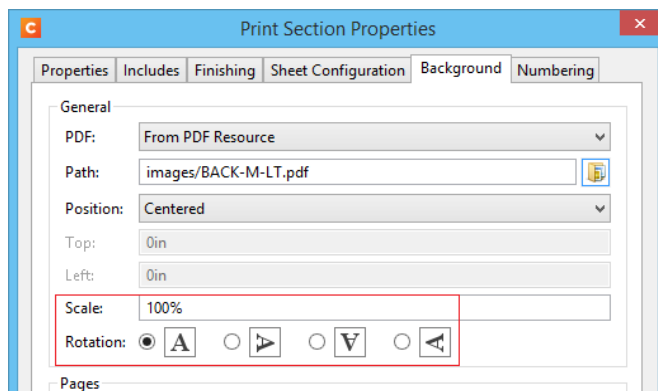 C Print Section Properties ×
Properties Includes Finishing Sheet Configuration Background Numbering
General
PDF: From PDF Resource
Path: images/BACK-M-LT.pdf
Position: Centered
Top: 0in
Left: 0in
Scale: 100%
Rotation: A A A A
Pages